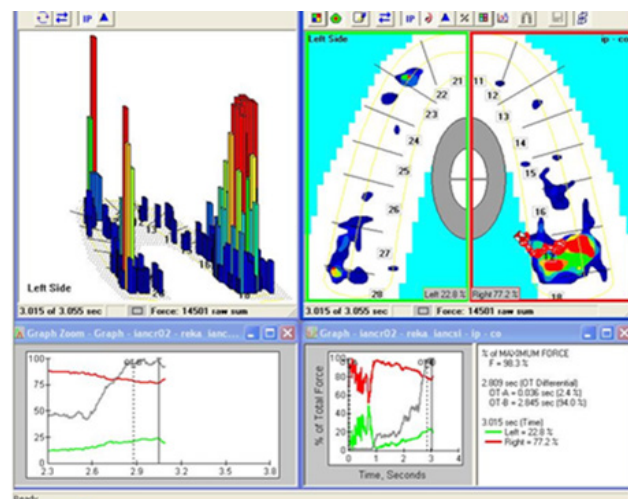 IP
IP
Left Side
ip - co
21
11
22
12
23
13
24
14
25
15
26
16
27
28
18
Left Side
Left 22.8 %
Right 77.2 %
3.015 of 3.055 sec
Force: 14501 raw sum
3.015 of 3.055 sec
Force: 14501 raw sum
Graph Zoom - Graph - iancr02 - reka_ianc...
Graph - iancr02 - reka_iancsi - ip - co
100
75
50
25
0
2.3
2.6
2.9
3.2
3.5
3.8
% of Total Force
100
80
60
40
20
0
0
1
2
3
4
Time, Seconds
% of MAXIMUM FORCE
F = 98.3 %
2.809 sec (OT Differential)
OT-A = 0.036 sec (2.4 %)
OT-B = 2.845 sec (94.0 %)
3.015 sec (Time)
Left = 22.8 %
Right = 77.2 %
Ready